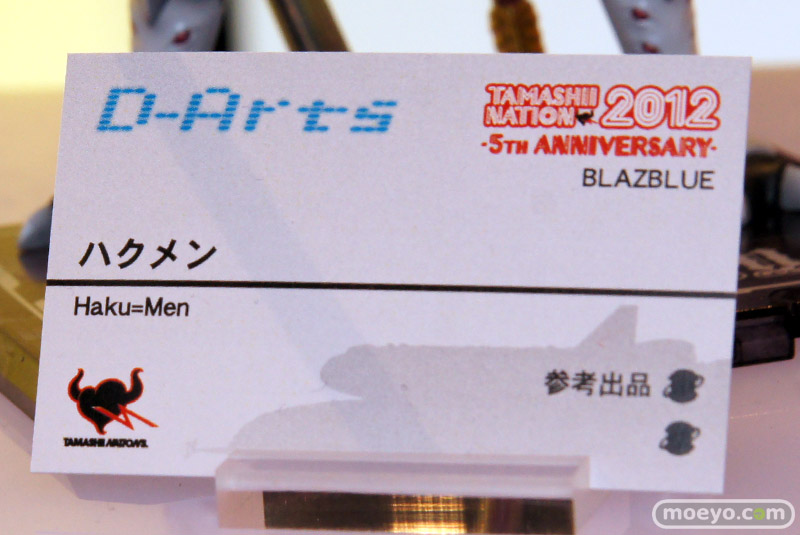 D-Arts
TAMASHII
NATION 2012
-5TH ANNIVERSARY-
BLAZBLUE
ハクメン
Haku=Men
参考出品
TAMASHII NATIONS
moeyo.com